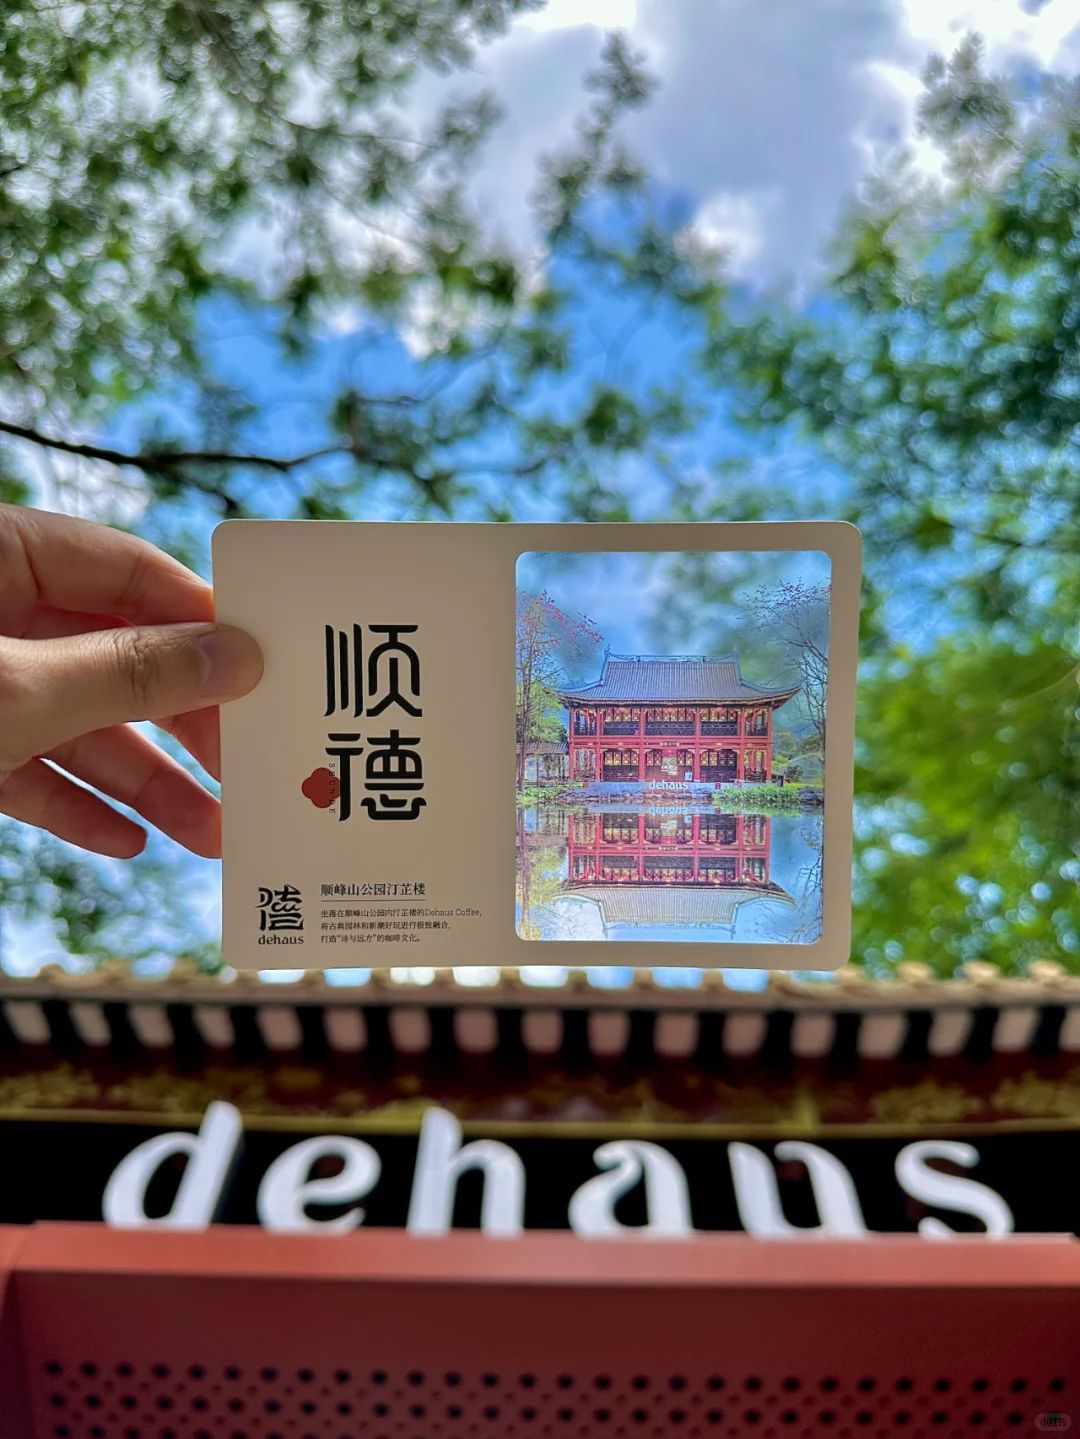 顺
德
SHUNDE
dehaus
顺峰山公园汀芷楼
坐落在顺峰山公园内汀芷楼的Dehaus Coffee,
将古典园林和新潮好玩进行极致融合,
打造“诗与远方”的咖啡文化。
dehaus
dehaus
小红书